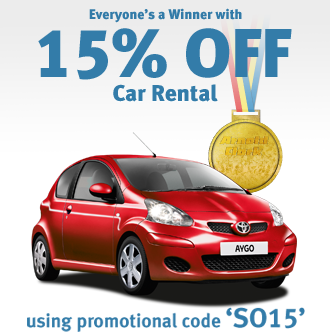 Everyone's a Winner with
15% OFF
Car Rental
AYGO
using promotional code ‘SO15’